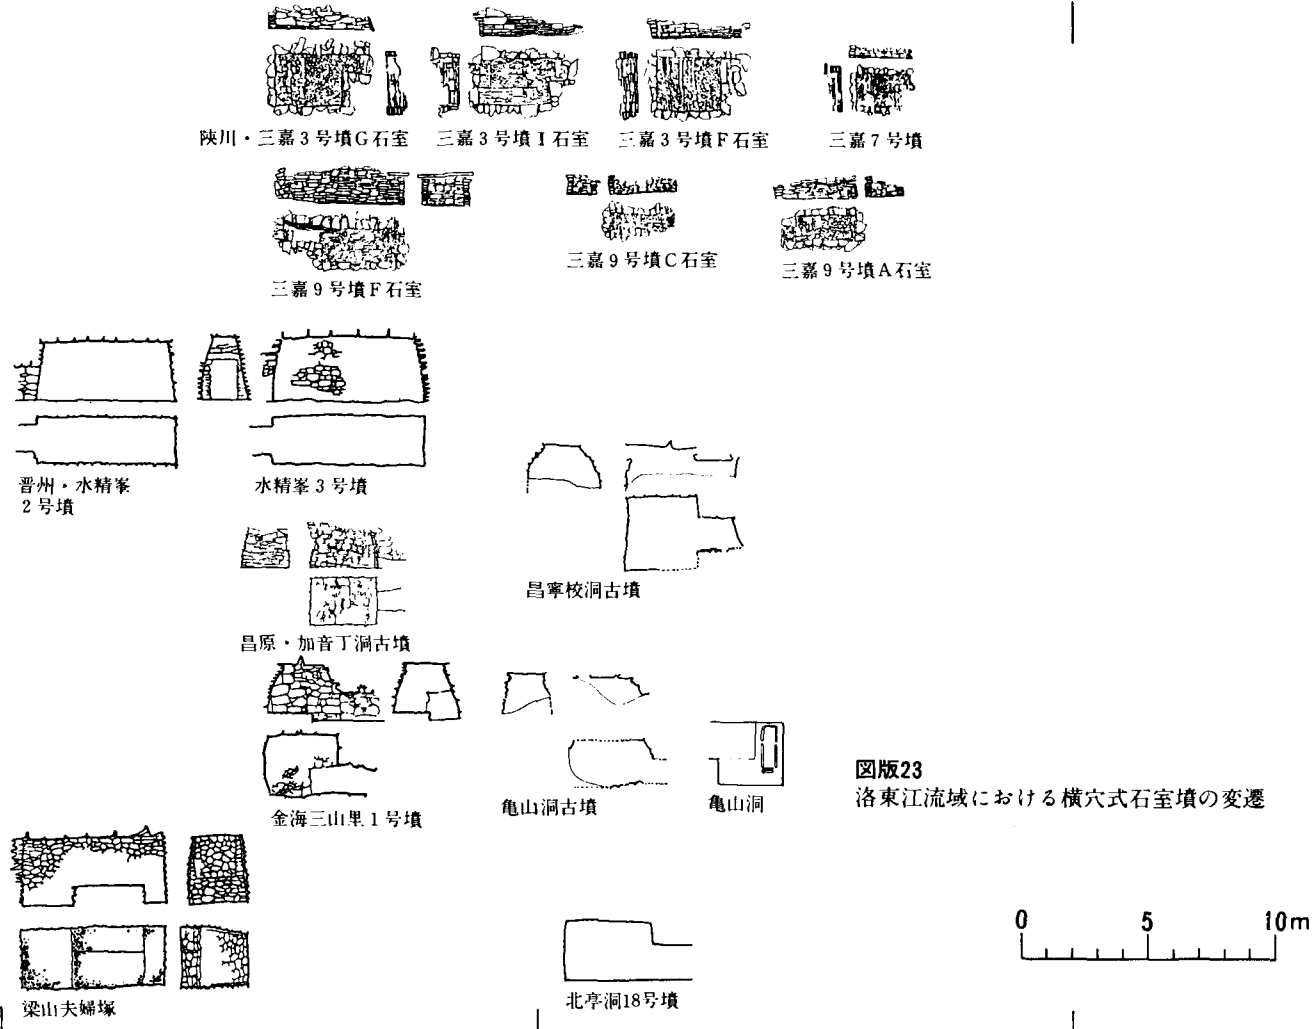 陜川・三嘉3号墳G石室
三嘉3号墳I石室
三嘉3号墳F石室
三嘉7号墳
三嘉9号墳F石室
三嘉9号墳C石室
三嘉9号墳A石室
晋州・水精峯
2号墳
水精峯3号墳
昌寧校洞古墳
昌原・加音丁洞古墳
金海三山里1号墳
亀山洞古墳
亀山洞
図版23
洛東江流域における横穴式石室墳の変遷
梁山夫婦塚
北亭洞18号墳
0 5 10m